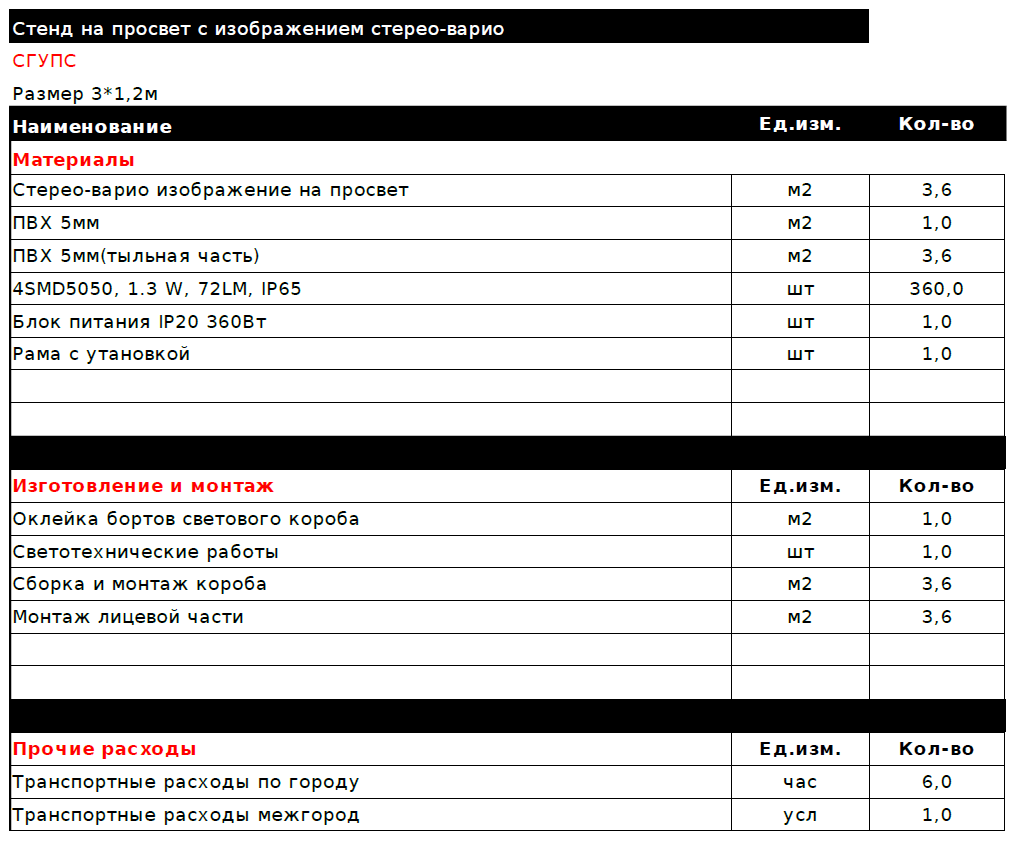 Стенд на просвет с изображением стерео-варио
СГУПС
Размер 3*1,2м
Наименование Ед.изм. Кол-во
Материалы
Стерео-варио изображение на просвет м2 3,6
ПВХ 5мм м2 1,0
ПВХ 5мм(тыльная часть) м2 3,6
4SMD5050, 1.3 W, 72LM, IP65 шт 360,0
Блок питания IP20 360Вт шт 1,0
Рама с утановкой шт 1,0
Изготовление и монтаж Ед.изм. Кол-во
Оклейка бортов светового короба м2 1,0
Светотехнические работы шт 1,0
Сборка и монтаж короба м2 3,6
Монтаж лицевой части м2 3,6
Прочие расходы Ед.изм. Кол-во
Транспортные расходы по городу час 6,0
Транспортные расходы межгород усл 1,0